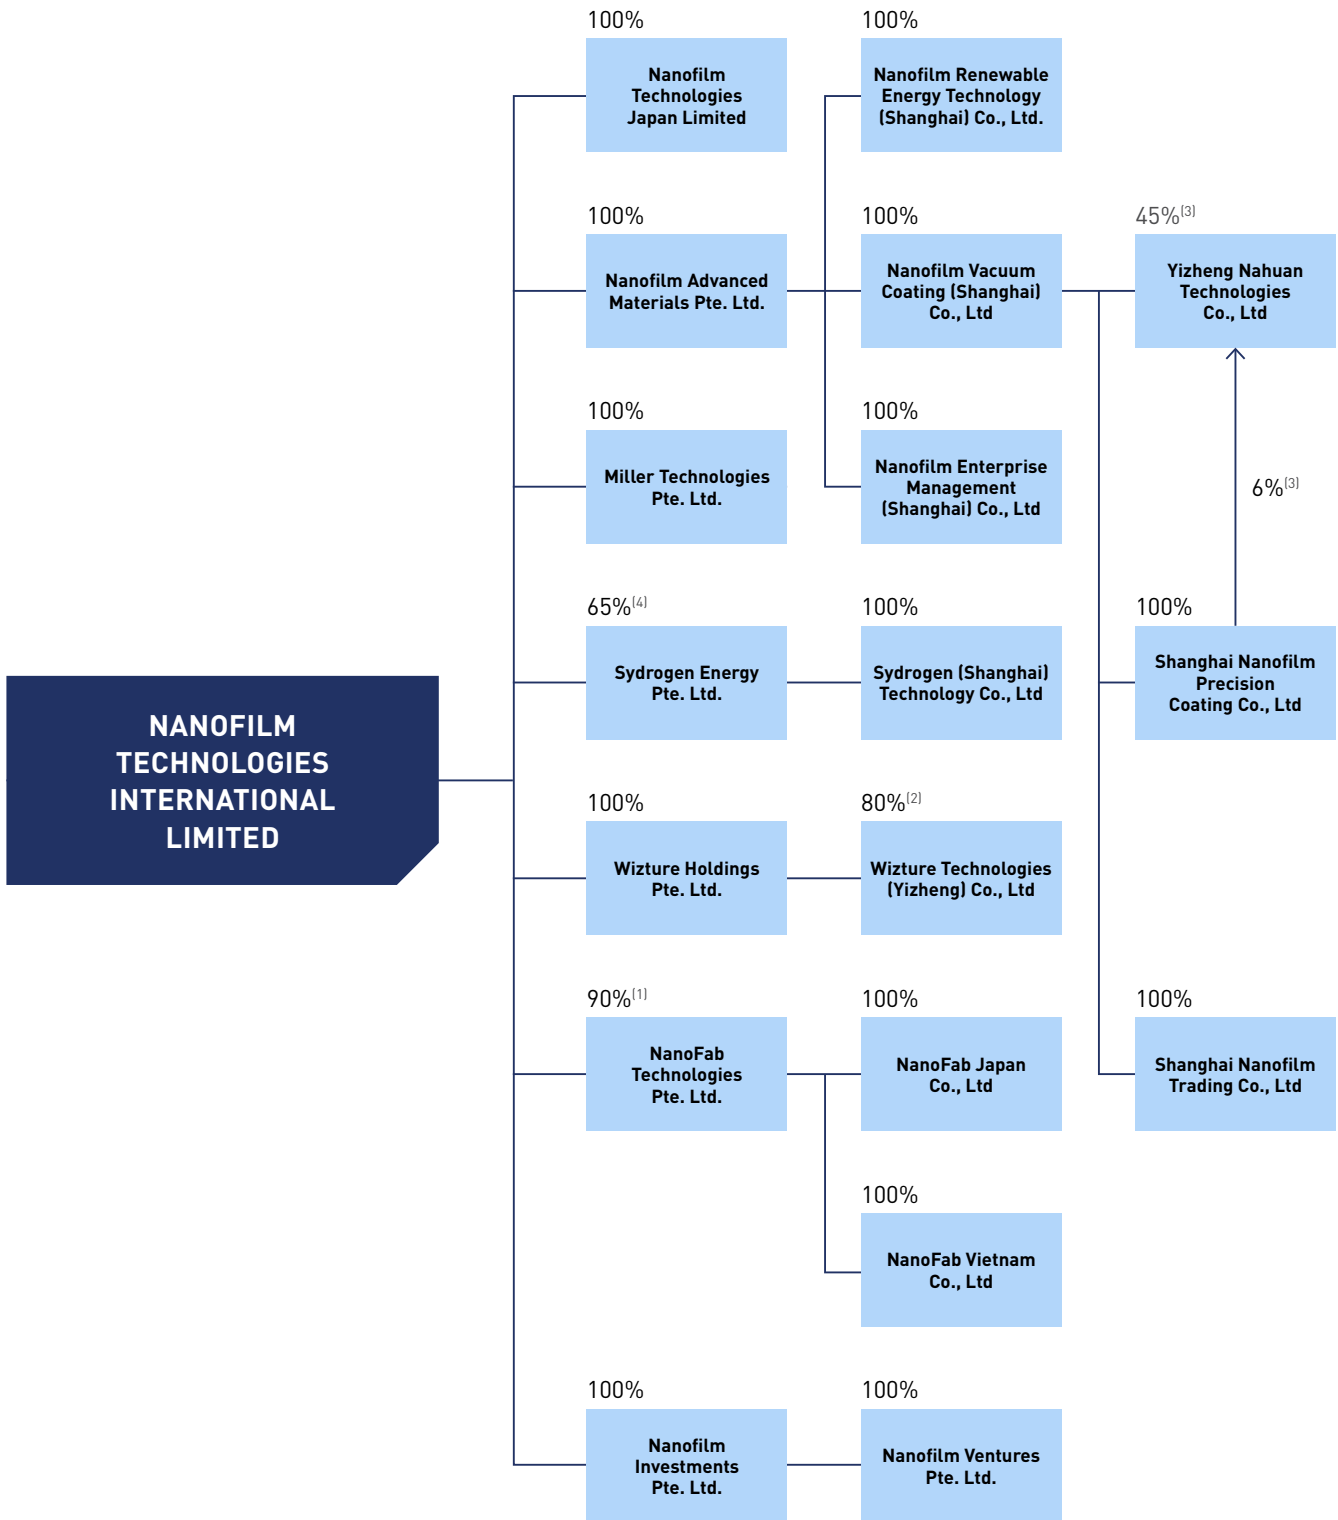 100%
Nanofilm
Technologies
Japan Limited
100%
Nanofilm Renewable
Energy Technology
(Shanghai) Co., Ltd.
100%
Nanofilm Advanced
Materials Pte. Ltd.
100%
Nanofilm Vacuum
Coating (Shanghai)
Co., Ltd
45%(3)
Yizheng Nahuan
Technologies
Co., Ltd
100%
Miller Technologies
Pte. Ltd.
100%
Nanofilm Enterprise
Management
(Shanghai) Co., Ltd
6%(3)
65%(4)
Sydrogen Energy
Pte. Ltd.
100%
Sydrogen (Shanghai)
Technology Co., Ltd
100%
Shanghai Nanofilm
Precision
Coating Co., Ltd
NANOFILM
TECHNOLOGIES
INTERNATIONAL
LIMITED
100%
Wizture Holdings
Pte. Ltd.
80%(2)
Wizture Technologies
(Yizheng) Co., Ltd
90%(1)
NanoFab
Technologies
Pte. Ltd.
100%
NanoFab Japan
Co., Ltd
100%
Shanghai Nanofilm
Trading Co., Ltd
100%
NanoFab Vietnam
Co., Ltd
100%
Nanofilm
Investments
Pte. Ltd.
100%
Nanofilm Ventures
Pte. Ltd.